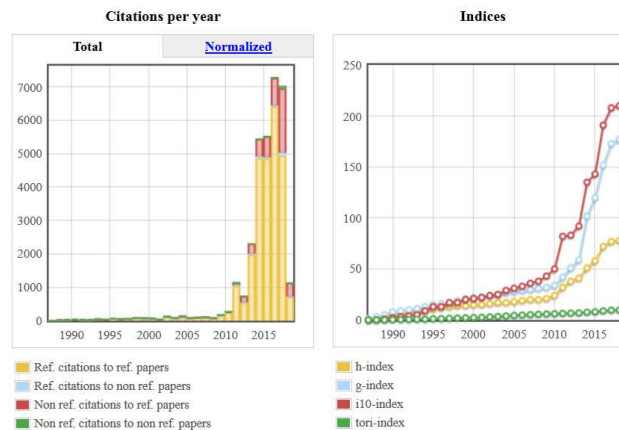 Citations per year
Total
Normalized
7000
6000
5000
4000
3000
2000
1000
0
1990
1995
2000
2005
2010
2015
Ref. citations to ref. papers
Ref. citations to non ref. papers
Non ref. citations to ref. papers
Non ref. citations to non ref. papers
Indices
250
200
150
100
50
0
1990
1995
2000
2005
2010
2015
h-index
g-index
i10-index
tori-index